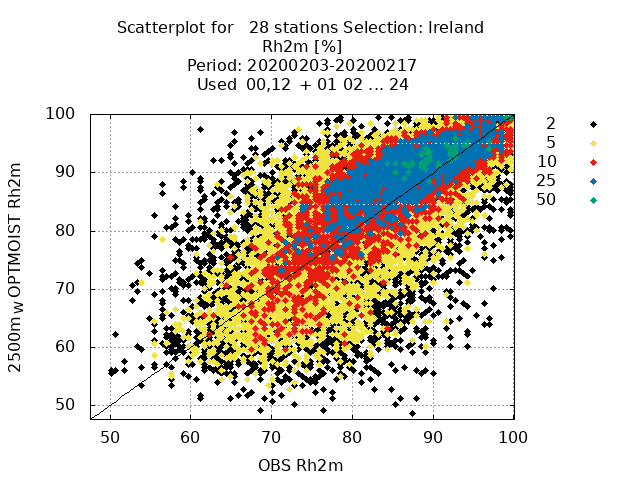 Scatterplot for 28 stations Selection: Ireland
Rh2m [%]
Period: 20200203-20200217
Used 00,12 + 01 02 ... 24
2500m_W OPTMOIST Rh2m
100
90
80
70
60
50
50 60 70 80 90 100
OBS Rh2m
2
5
10
25
50